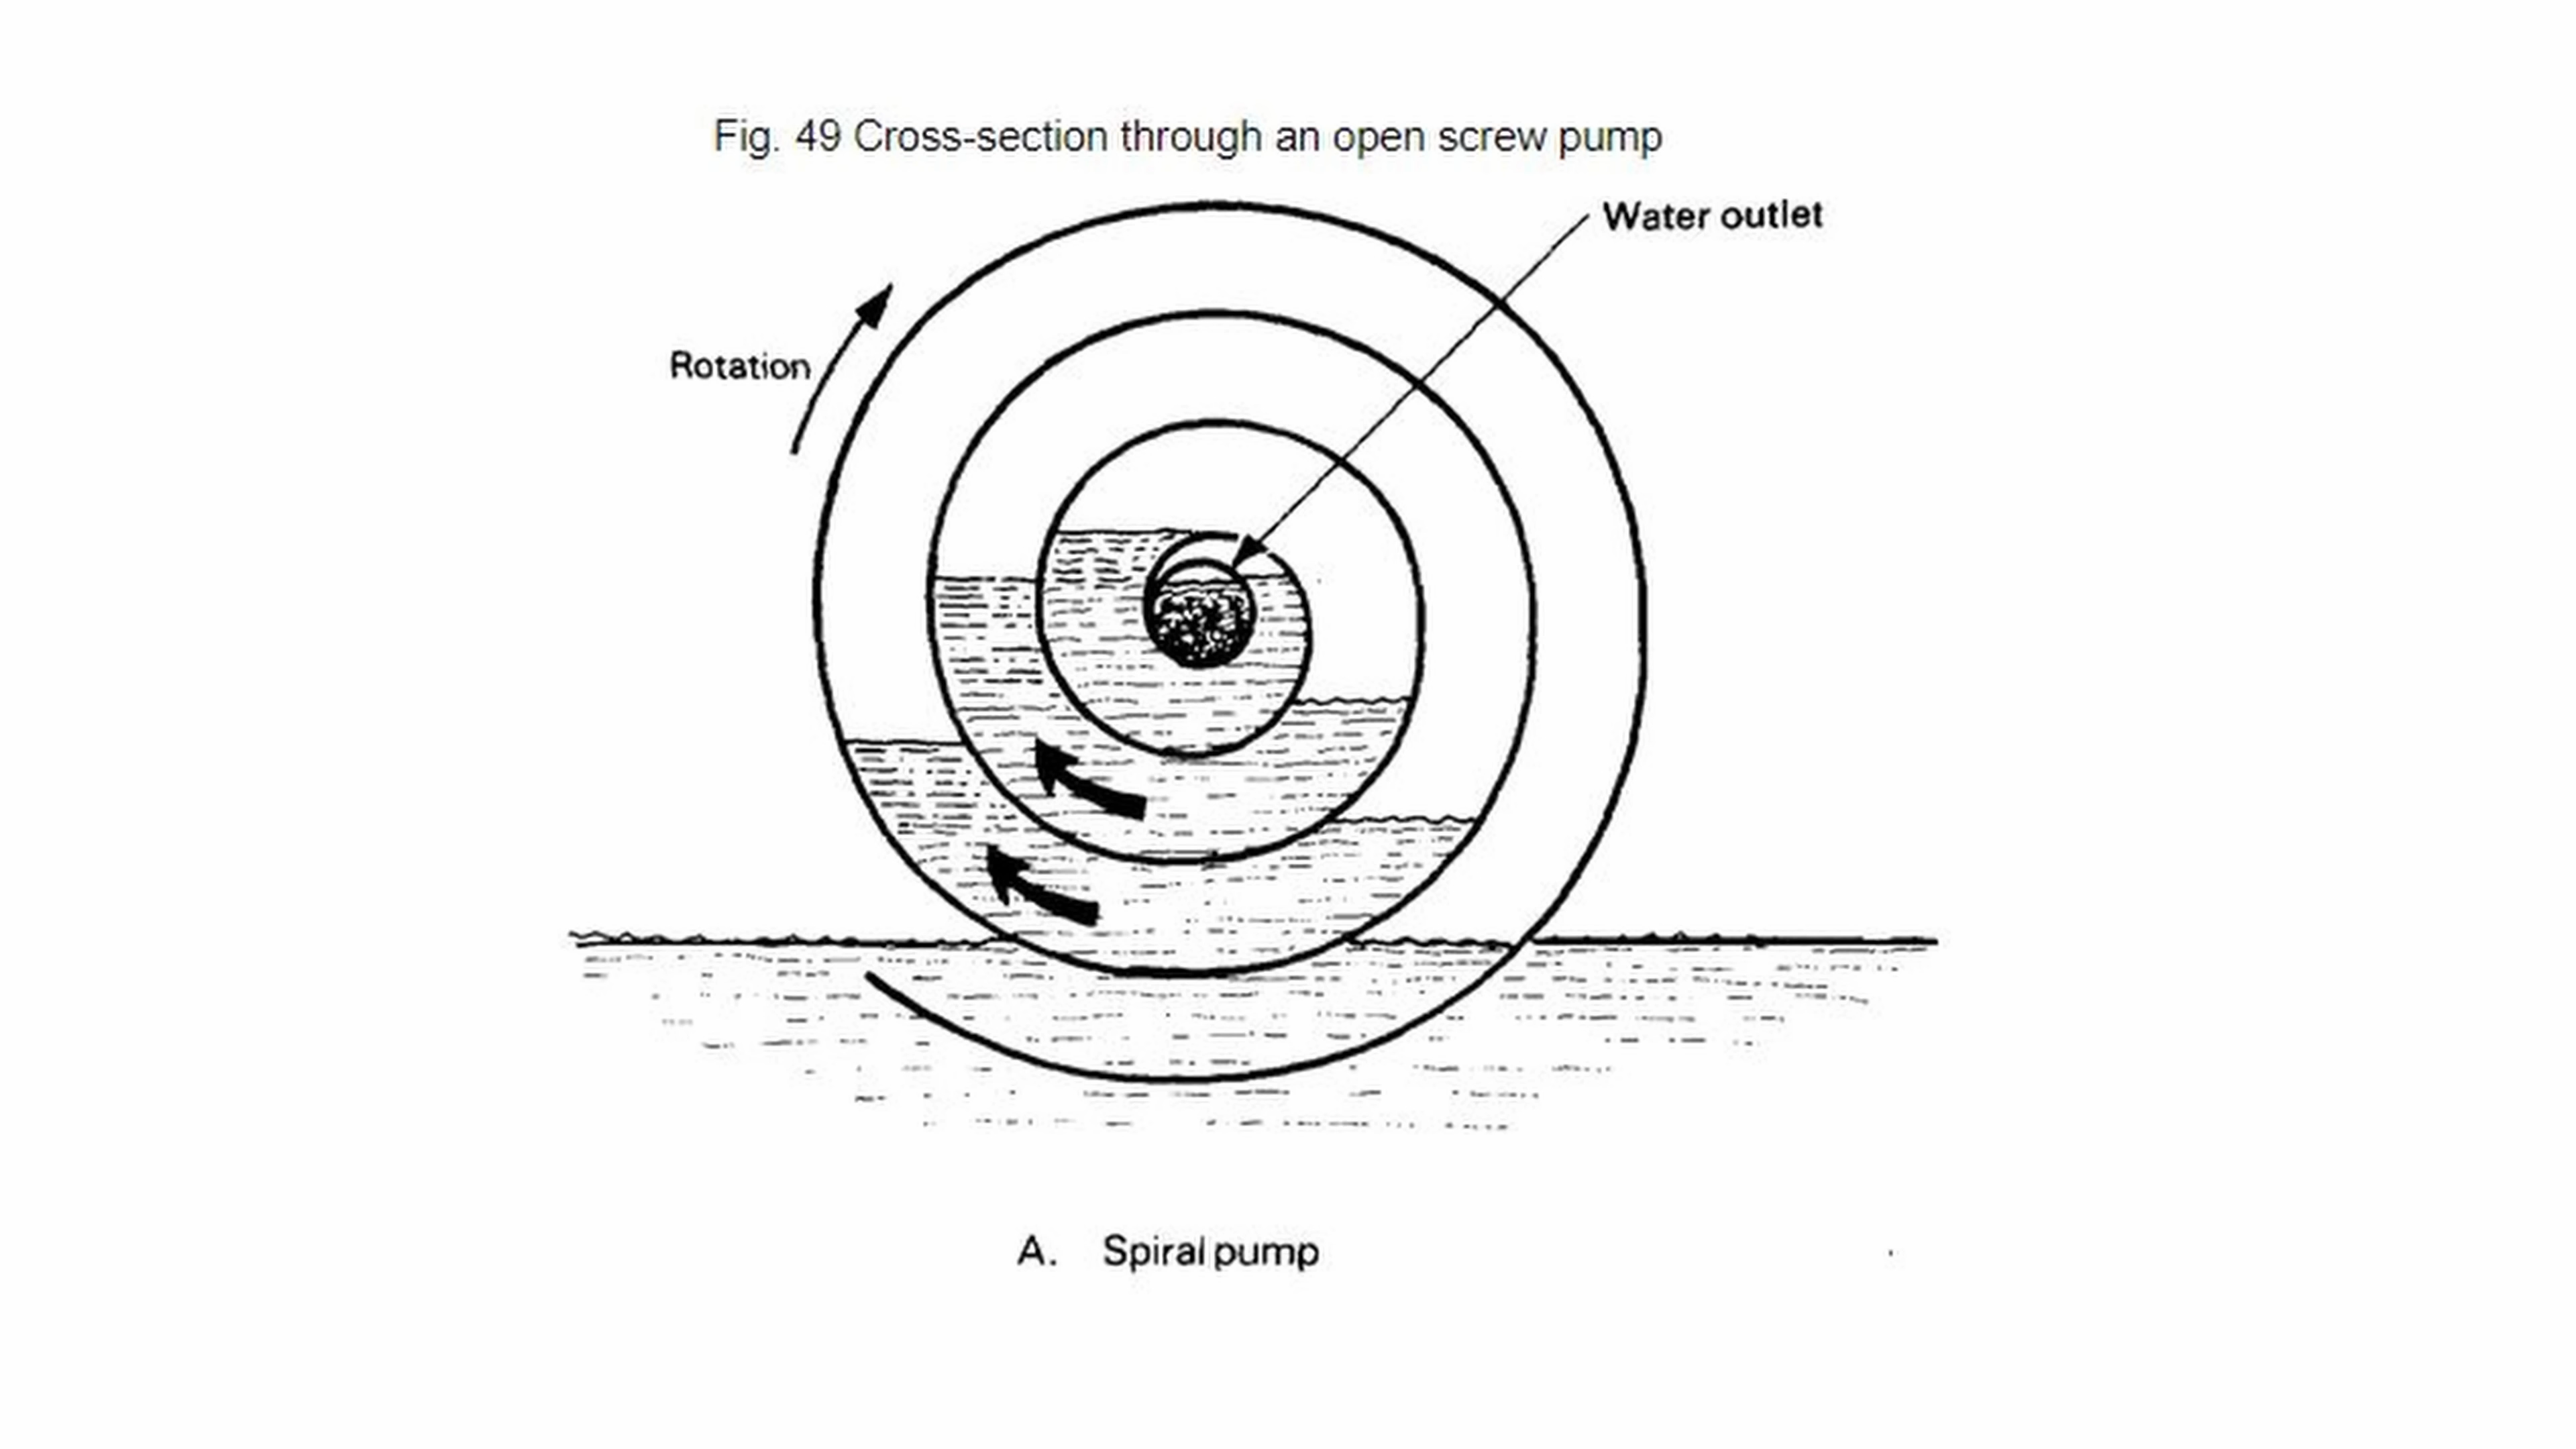 Fig. 49 Cross-section through an open screw pump
Water outlet
Rotation
A. Spiral pump